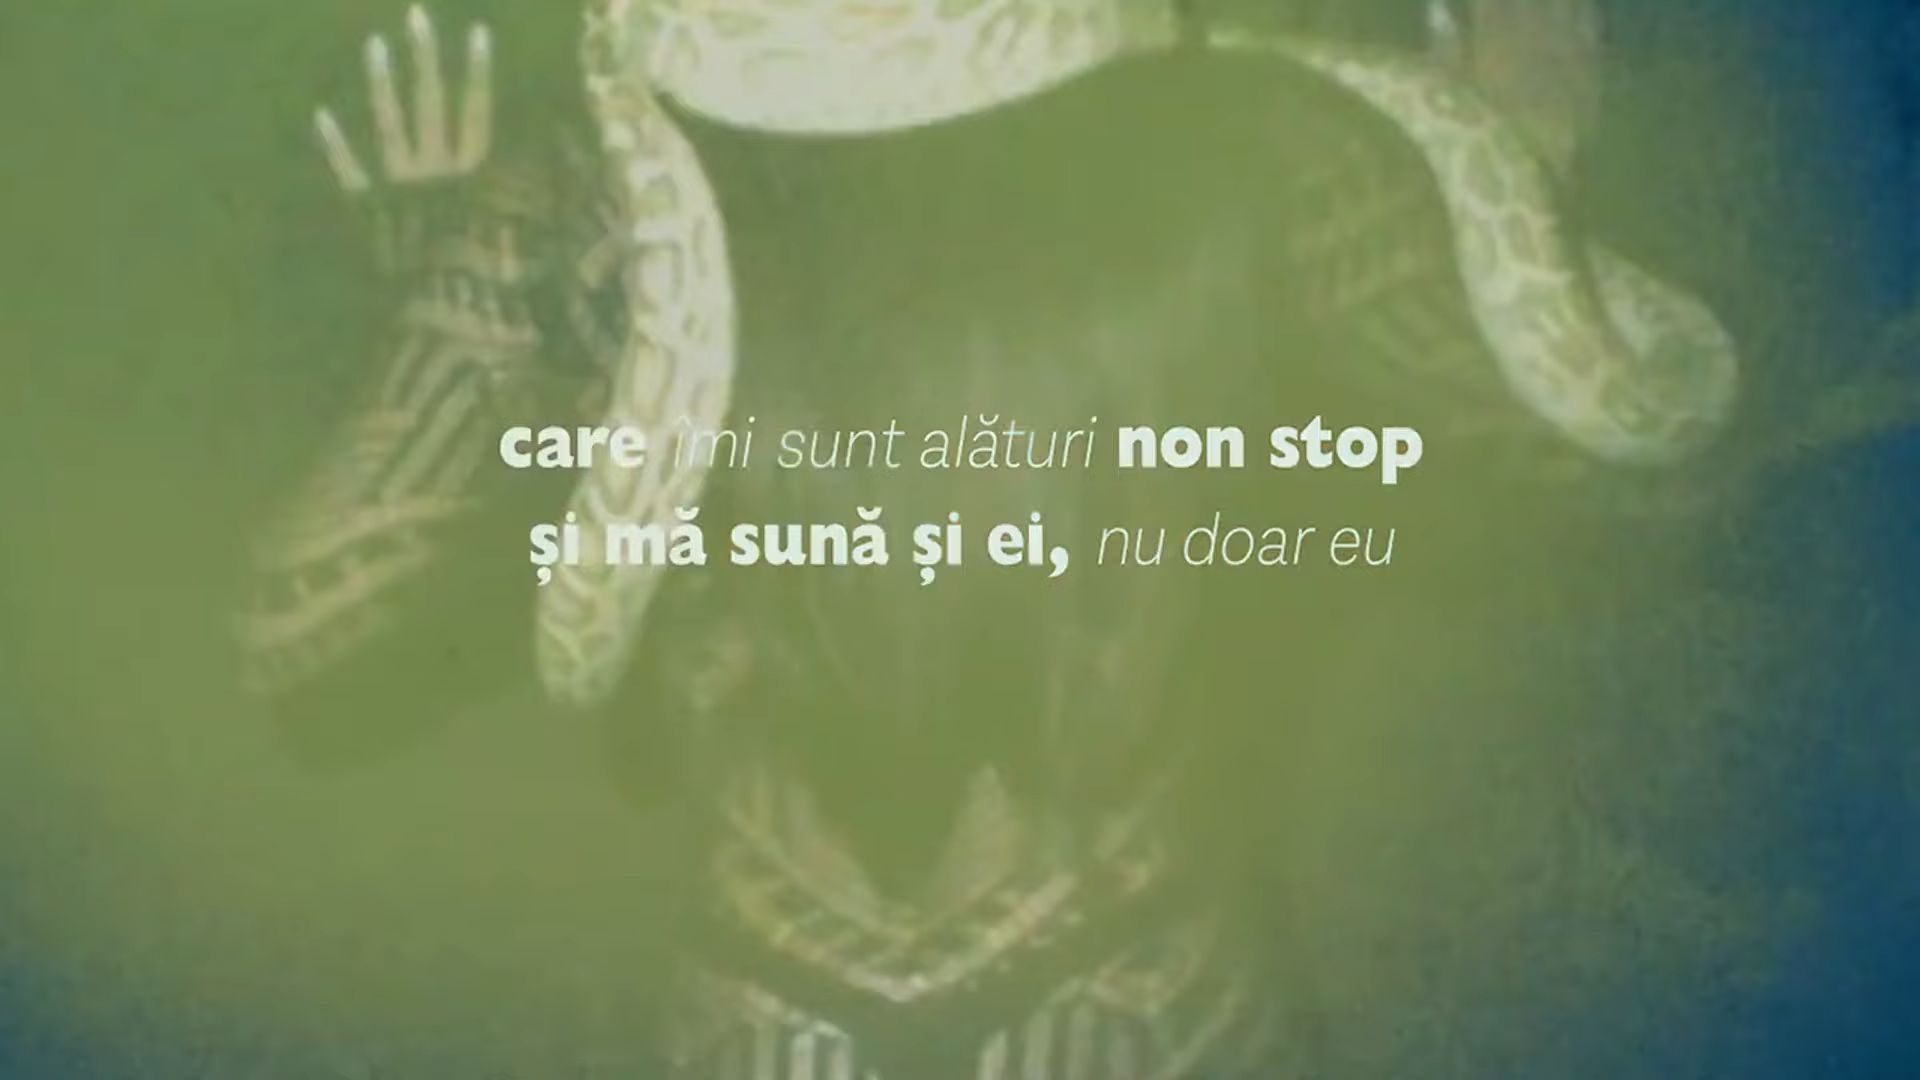 care îmi sunt alături non stop
și mă sună și ei, nu doar eu